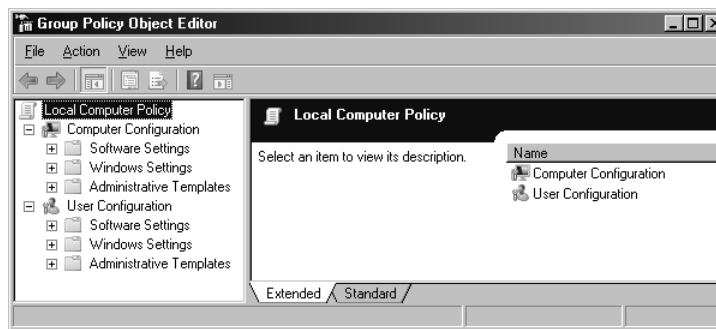 Group Policy Object Editor
File Action View Help
Local Computer Policy
Computer Configuration
Software Settings
Windows Settings
Administrative Templates
User Configuration
Software Settings
Windows Settings
Administrative Templates
Local Computer Policy
Select an item to view its description.
Name
Computer Configuration
User Configuration
Extended Standard